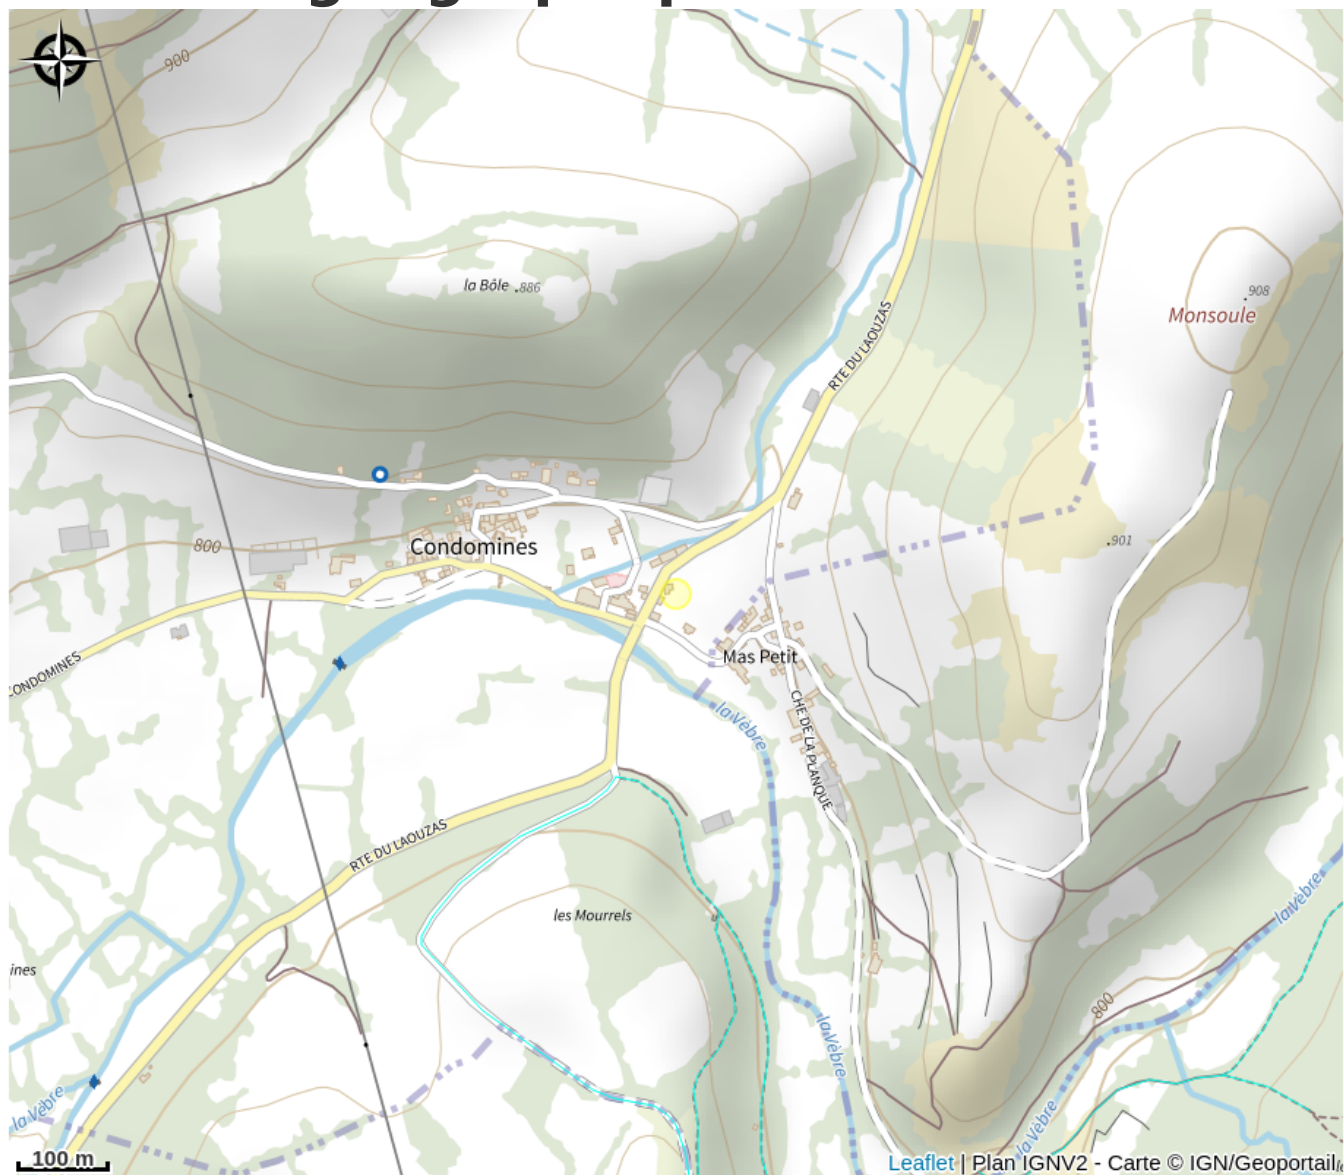 900
la Bôle .886
.908
Monsoule
RTE DU LAOUZAS
800
Condomines
.901
CONDOMINES
Mas Petit
CHE DE LA PLANQUE
la Vèbre
RTE DU LAOUZAS
les Mourrels
la Vèbre
ines
800
la Vèbre
la Vèbre
la Vèbre
100 m
Leaflet | Plan IGNV2 - Carte © IGN/Geoportail